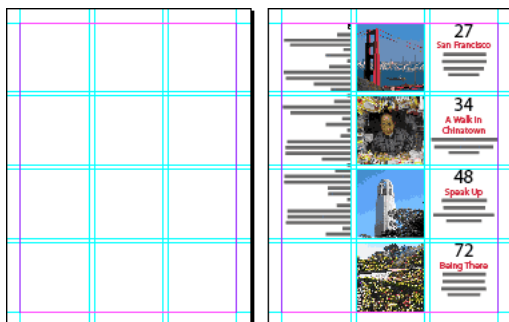 27
San Francisco
34
A Walk in
Chinatown
48
Speak Up
72
Being There